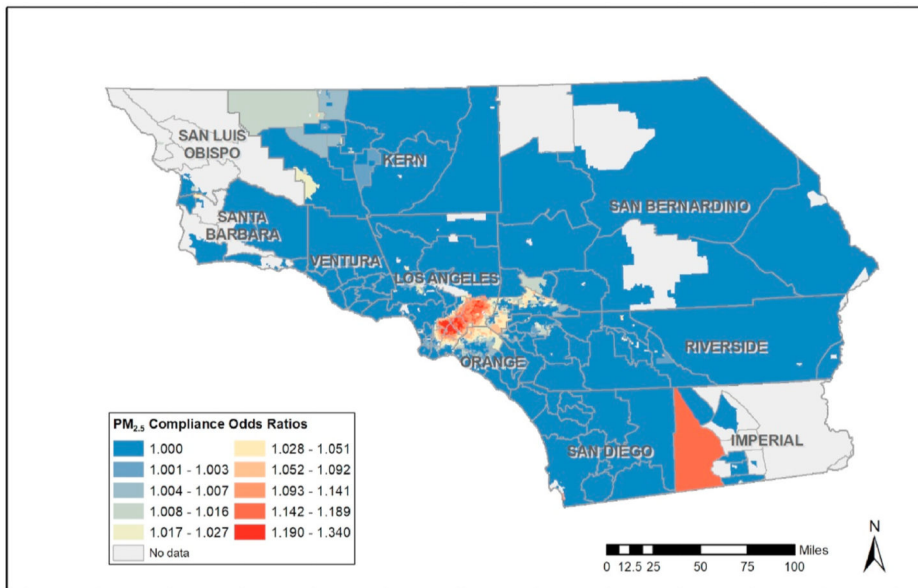 SAN LUIS
OBISPO
KERN
SAN BERNARDINO
SANTA
BARBARA
VENTURA
LOS ANGELES
RIVERSIDE
ORANGE
SAN DIEGO
IMPERIAL
PM2.5 Compliance Odds Ratios
1.000
1.028 - 1.051
1.001 - 1.003
1.052 - 1.092
1.004 - 1.007
1.093 - 1.141
1.008 - 1.016
1.142 - 1.189
1.017 - 1.027
1.190 - 1.340
No data
N
Miles
0 12.5 25 50 75 100